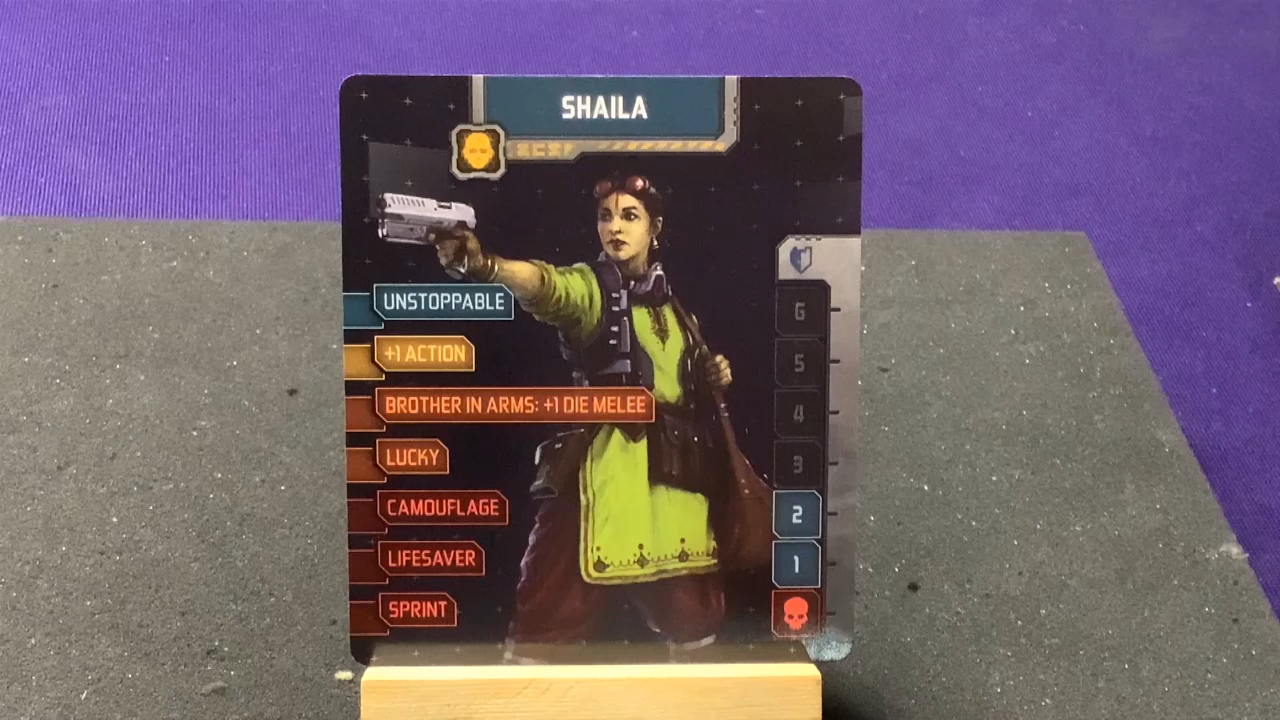 SHAILA
UNSTOPPABLE
+1 ACTION
BROTHER IN ARMS: +1 DIE MELEE
LUCKY
CAMOUFLAGE
LIFESAVER
SPRINT
6
5
4
3
2
1